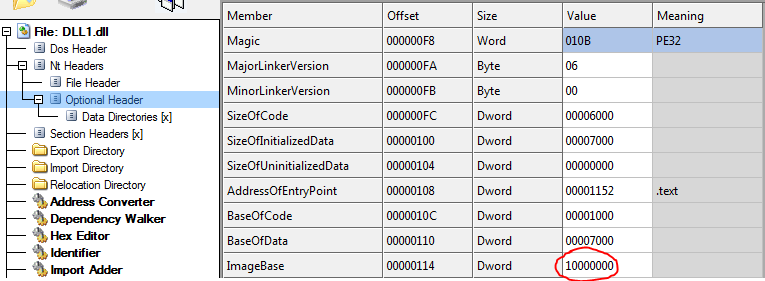 File: DLL1.dll
Dos Header
Nt Headers
File Header
Optional Header
Data Directories [x]
Section Headers [x]
Export Directory
Import Directory
Relocation Directory
Address Converter
Dependency Walker
Hex Editor
Identifier
Import Adder
Member Offset Size Value Meaning
Magic 000000F8 Word 010B PE32
MajorLinkerVersion 000000FA Byte 06
MinorLinkerVersion 000000FB Byte 00
SizeOfCode 000000FC Dword 00006000
SizeOfInitializedData 00000100 Dword 00007000
SizeOfUninitializedData 00000104 Dword 00000000
AddressOfEntryPoint 00000108 Dword 00001152 .text
BaseOfCode 0000010C Dword 00001000
BaseOfData 00000110 Dword 00007000
ImageBase 00000114 Dword 10000000